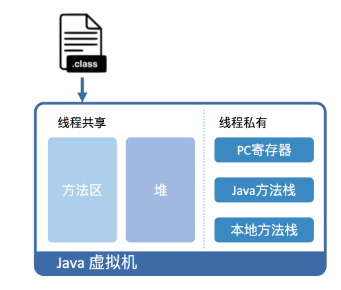 .class
线程共享
线程私有
方法区
堆
PC寄存器
Java方法栈
本地方法栈
Java 虚拟机